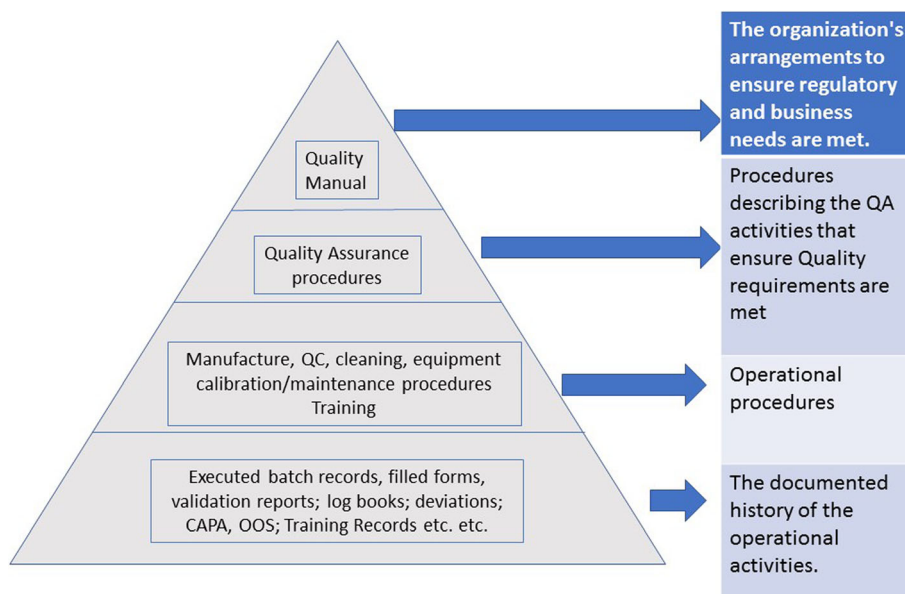 Quality
Manual
The organization's
arrangements to
ensure regulatory
and business
needs are met.
Quality Assurance
procedures
Procedures
describing the QA
activities that
ensure Quality
requirements are
met
Manufacture, QC, cleaning, equipment
calibration/maintenance procedures
Training
Operational
procedures
Executed batch records, filled forms,
validation reports; log books; deviations;
CAPA, OOS; Training Records etc. etc.
The documented
history of the
operational
activities.